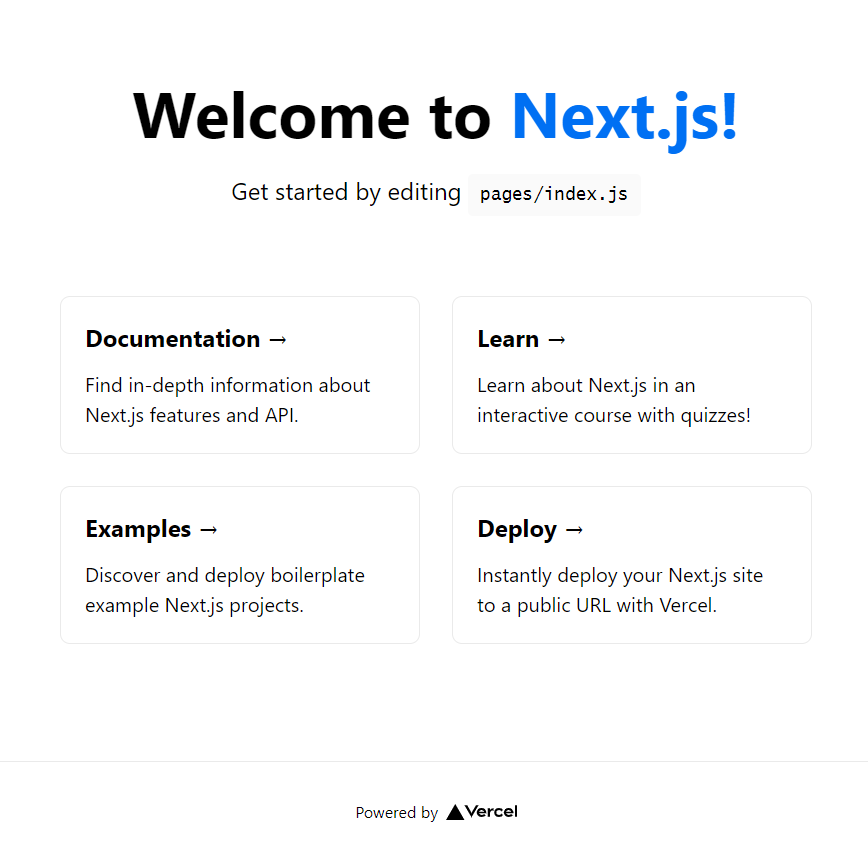 Welcome to Next.js!
Get started by editing pages/index.js
Documentation →
Find in-depth information about
Next.js features and API.
Learn →
Learn about Next.js in an
interactive course with quizzes!
Examples →
Discover and deploy boilerplate
example Next.js projects.
Deploy →
Instantly deploy your Next.js site
to a public URL with Vercel.
Powered by Vercel